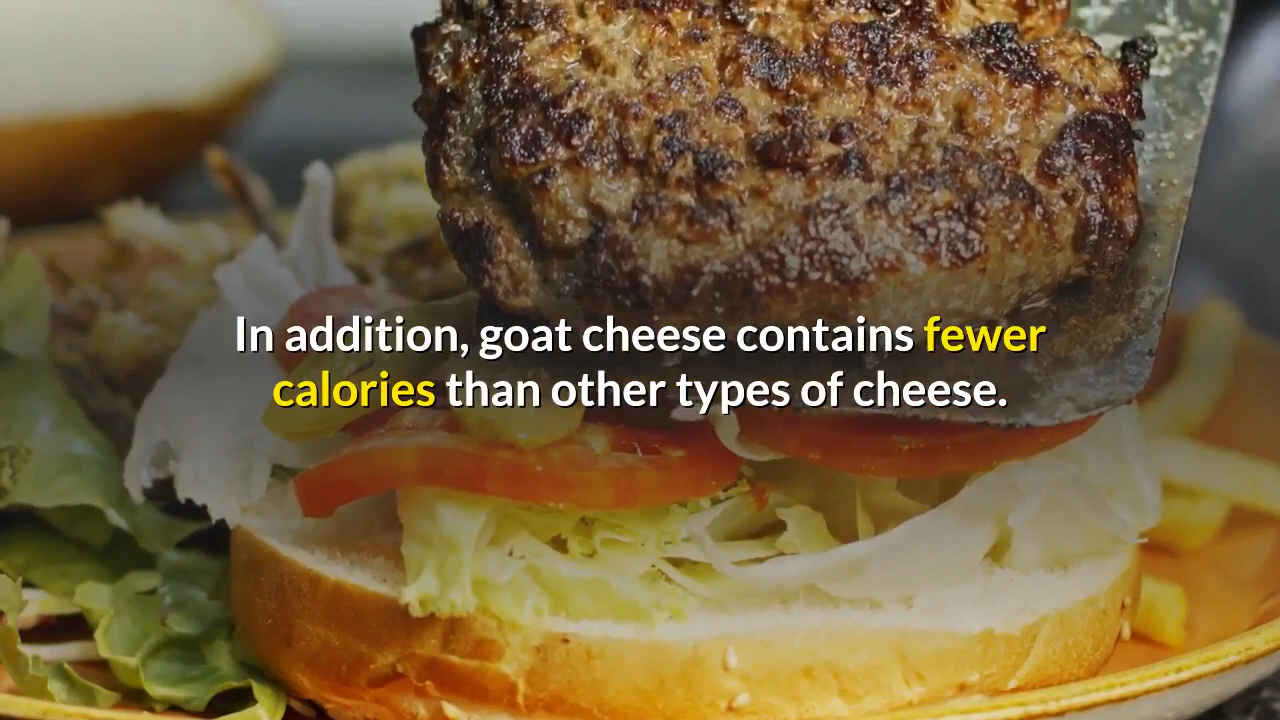 In addition, goat cheese contains fewer
calories than other types of cheese.